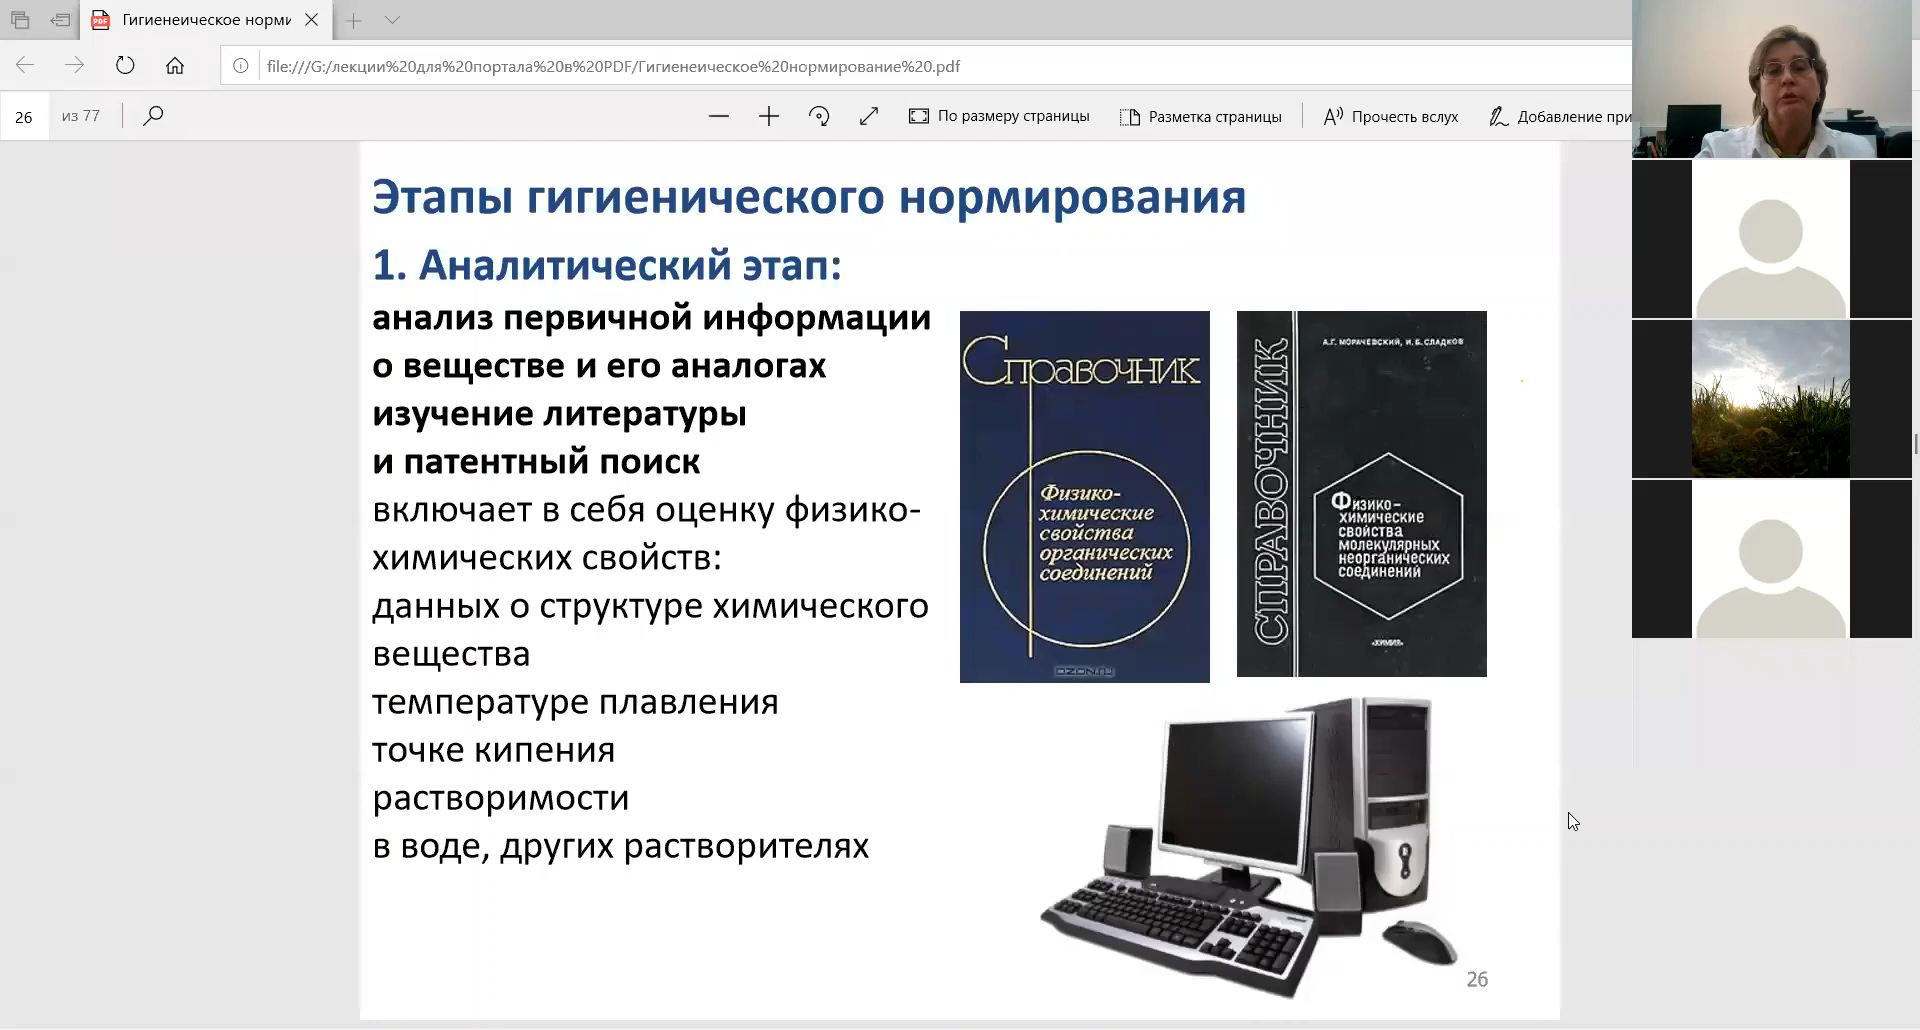 Гигиенеическое норми
file:///G:/лекции%20для%20портала%20в%20PDF/Гигиенеическое%20нормирование%20.pdf
26 из 77
По размеру страницы
Разметка страницы
Прочесть вслух
Добавление при
Этапы гигиенического нормирования
1. Аналитический этап:
анализ первичной информации
о веществе и его аналогах
изучение литературы
и патентный поиск
включает в себя оценку физико-
химических свойств:
данных о структуре химического
вещества
температуре плавления
точке кипения
растворимости
в воде, других растворителях
Справочник
Физико-
химические
свойства
органических
соединений
OZON.ru
А.Г. МОРАЧЕВСКИЙ, И.Б. СЛАДКОВ
СПРАВОЧНИК
Физико-
химические
свойства
молекулярных
неорганических
соединений
«ХИМИЯ»
26